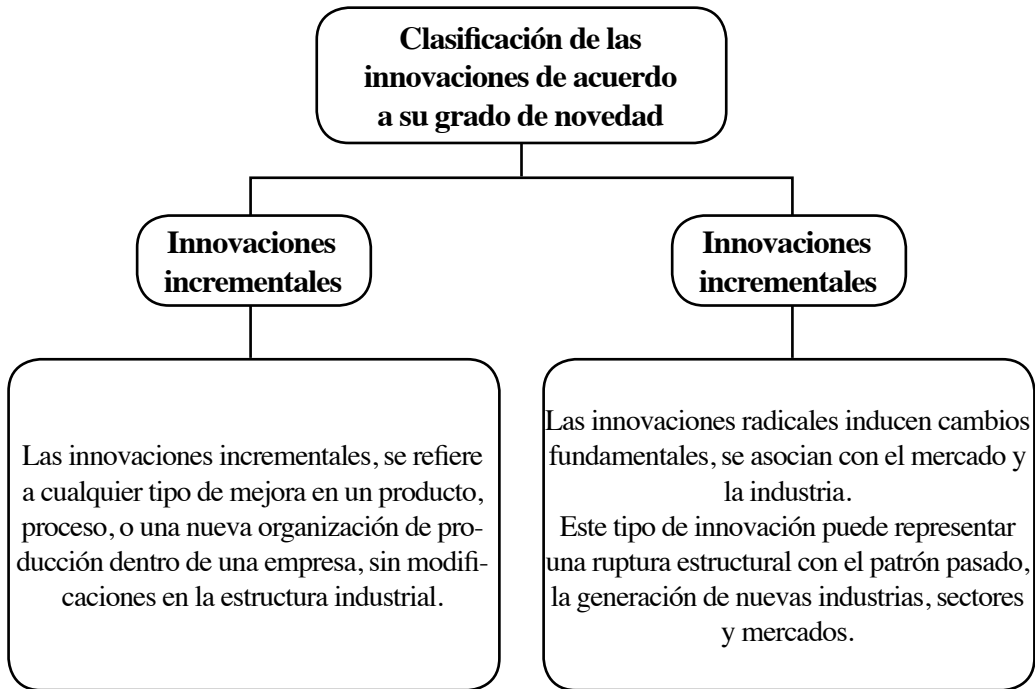 Clasificación de las
innovaciones de acuerdo
a su grado de novedad
Innovaciones
incrementales
Innovaciones
incrementales
Las innovaciones incrementales, se refiere
a cualquier tipo de mejora en un producto,
proceso, o una nueva organización de pro-
ducción dentro de una empresa, sin modifi-
caciones en la estructura industrial.
Las innovaciones radicales inducen cambios
fundamentales, se asocian con el mercado y
la industria.
Este tipo de innovación puede representar
una ruptura estructural con el patrón pasado,
la generación de nuevas industrias, sectores
y mercados.